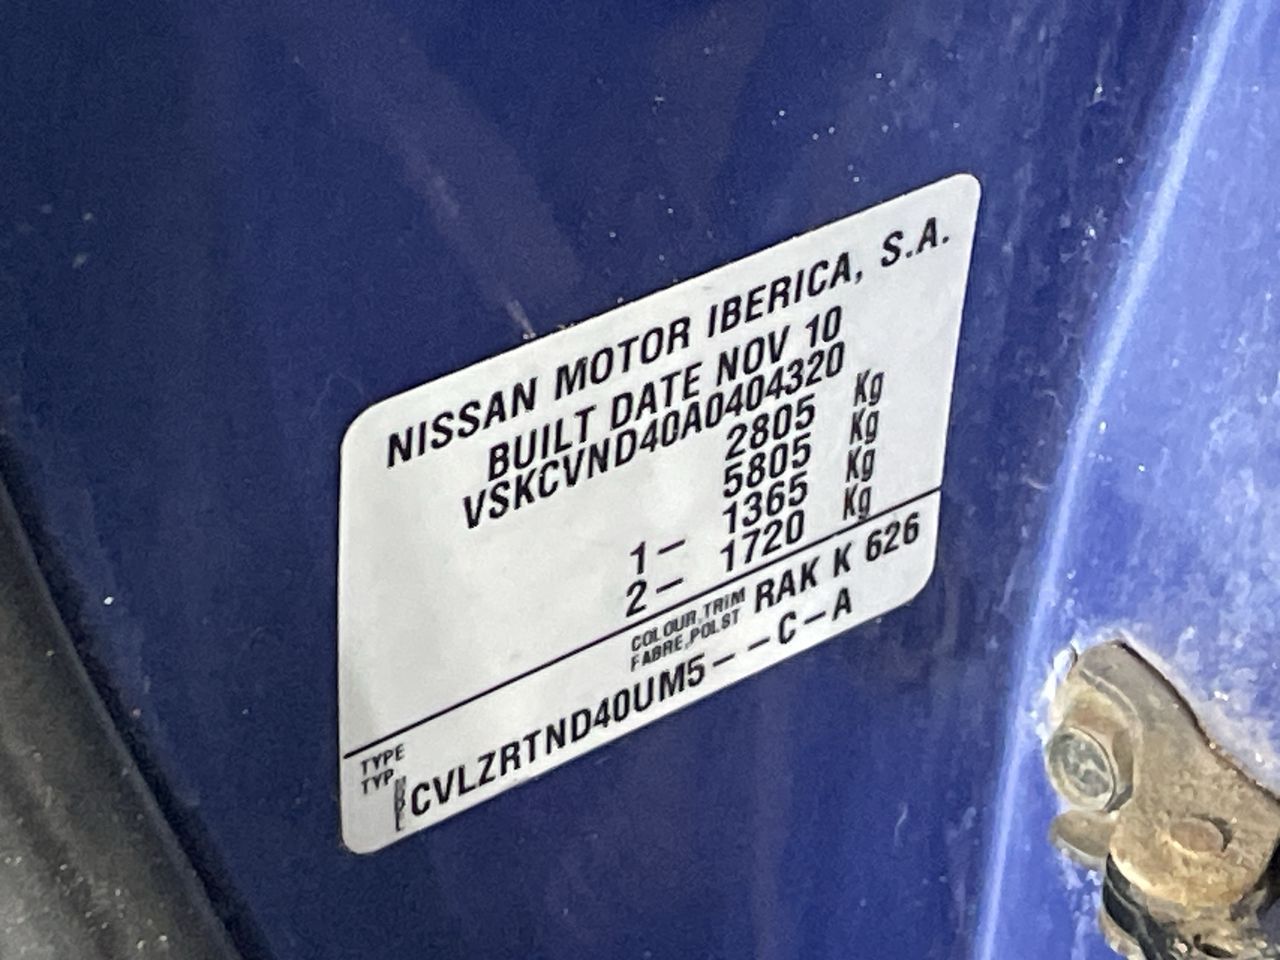 NISSAN MOTOR IBERICA, S.A.
BUILT DATE NOV 10
VSKCVND40A0404320
2805 Kg
5805 Kg
1- 1365 Kg
2- 1720 Kg
COLOUR,TRIM
FABRE,POLST
RAK K 626
TYPE
TYP
CVLZRTND40UM5--C-A